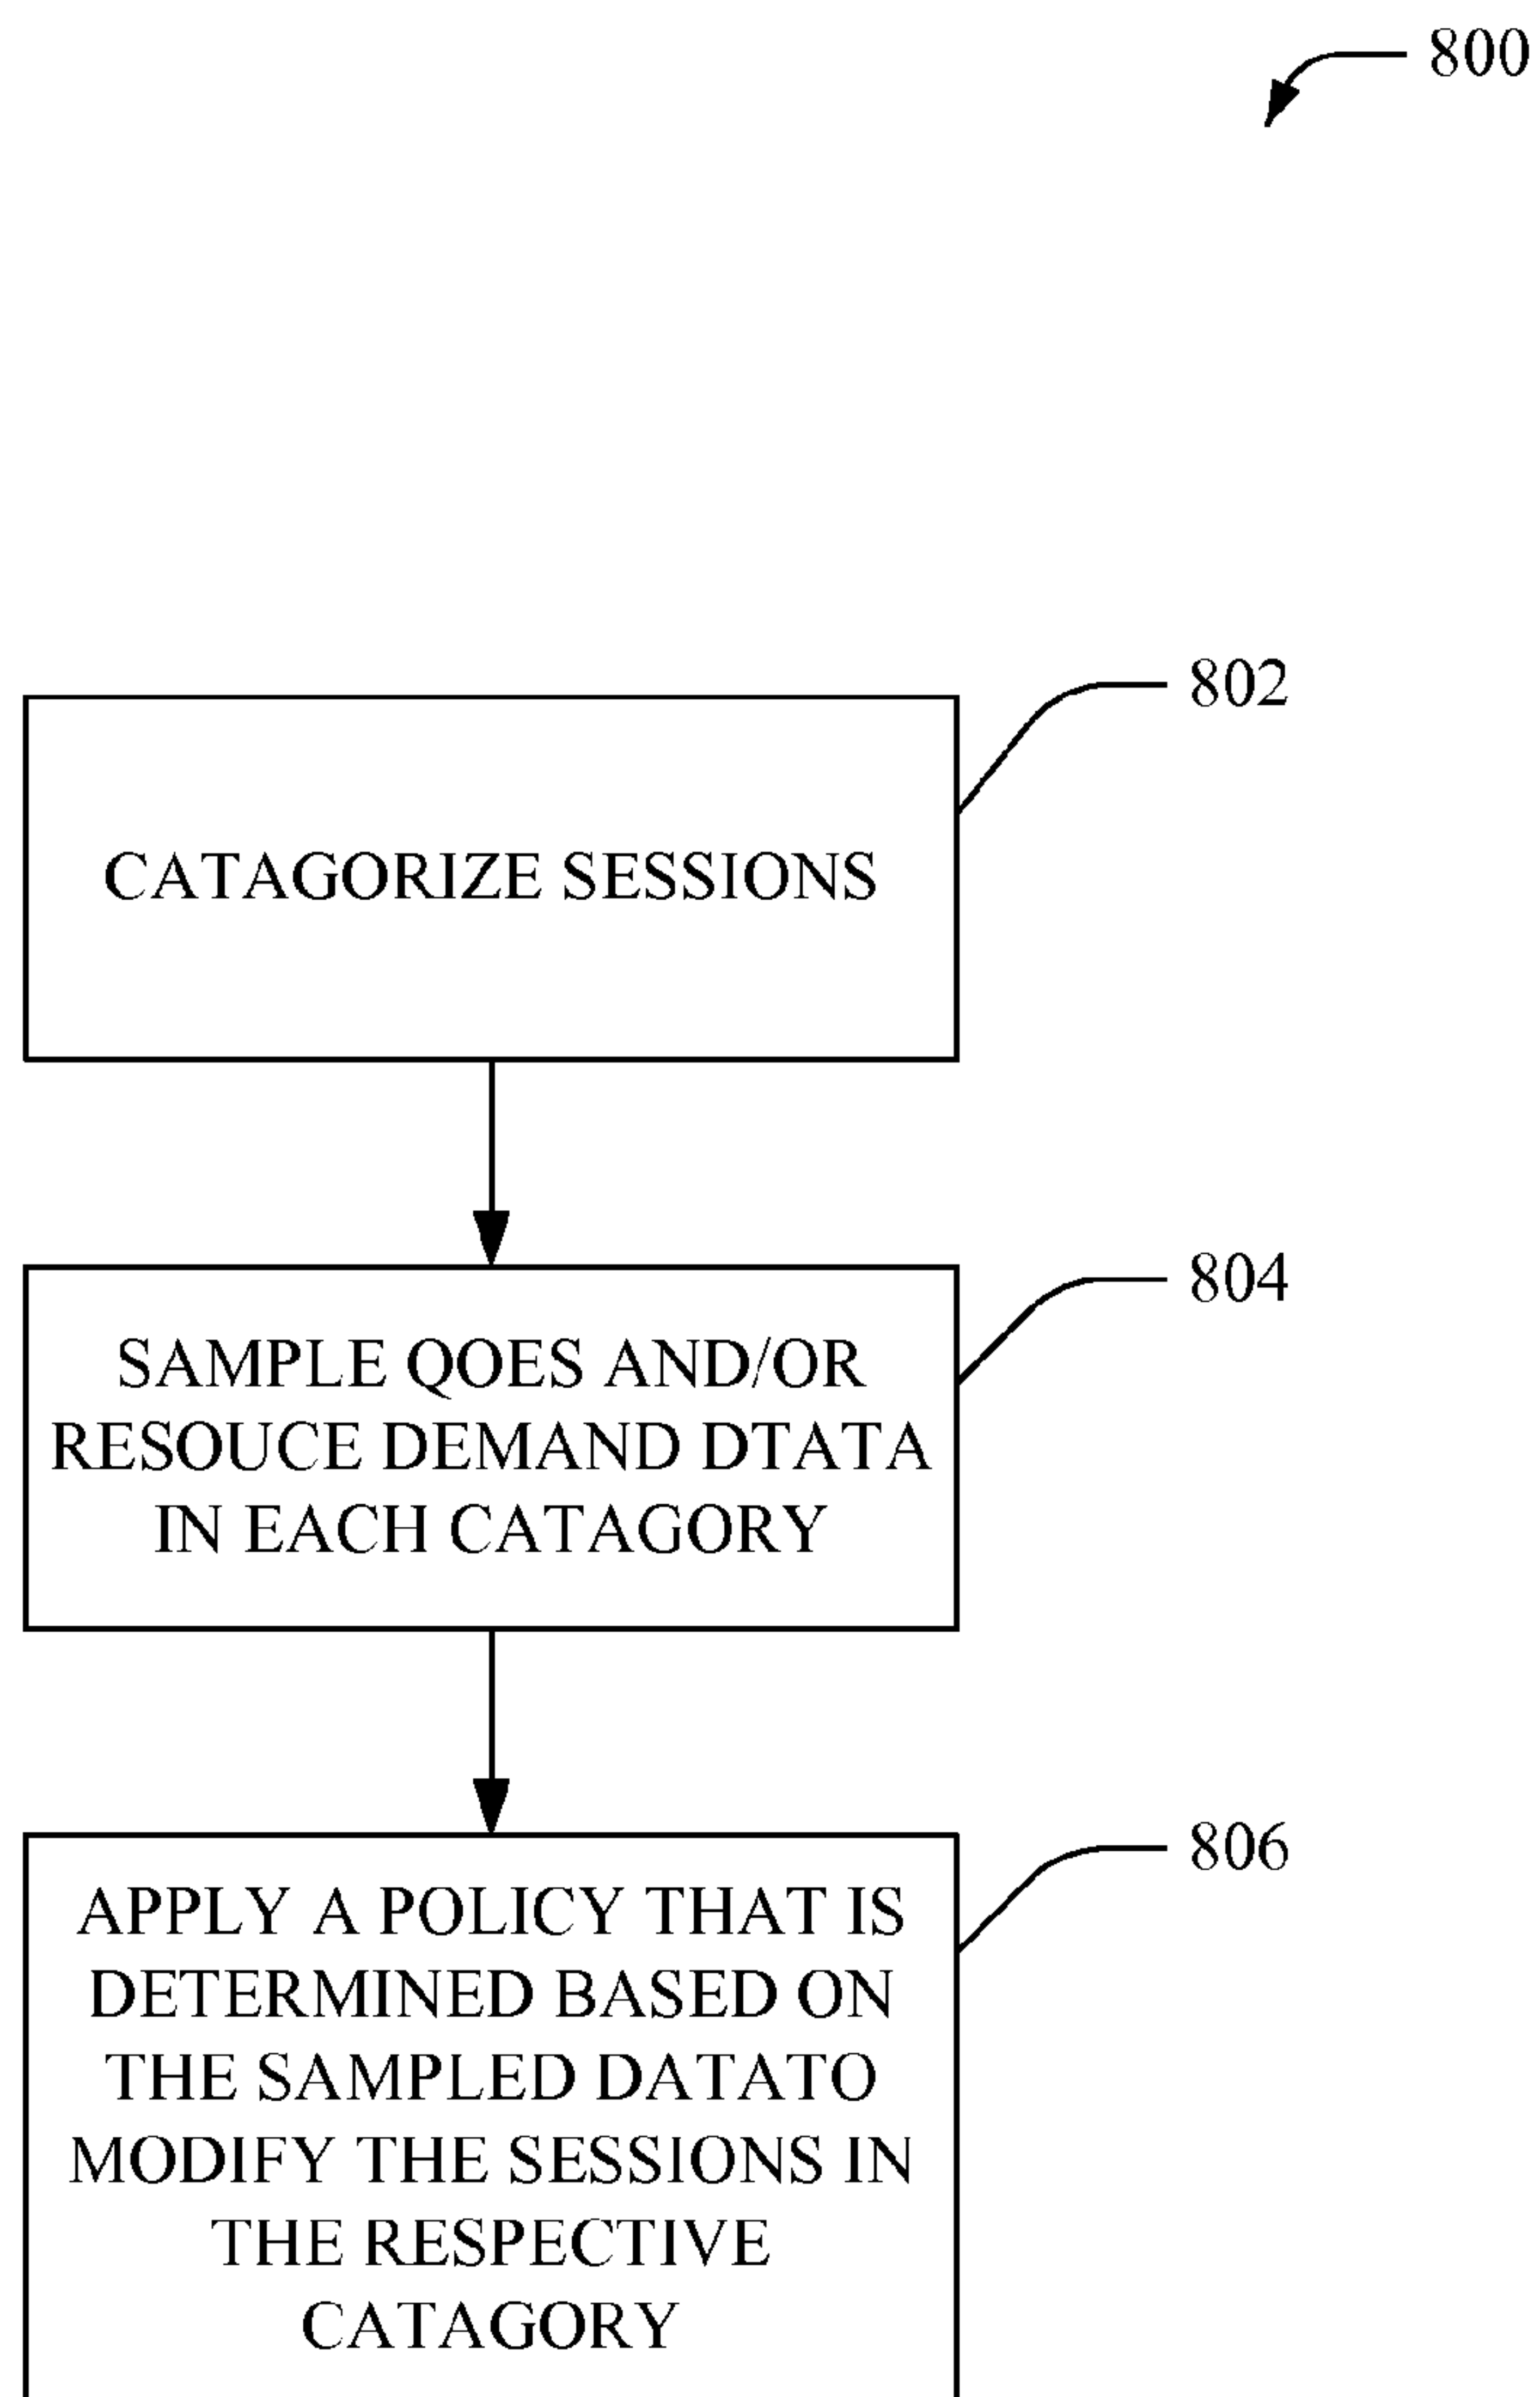 800
802
CATAGORIZE SESSIONS
804
SAMPLE QOES AND/OR
RESOUCE DEMAND DTATA
IN EACH CATAGORY
806
APPLY A POLICY THAT IS
DETERMINED BASED ON
THE SAMPLED DATATO
MODIFY THE SESSIONS IN
THE RESPECTIVE
CATAGORY